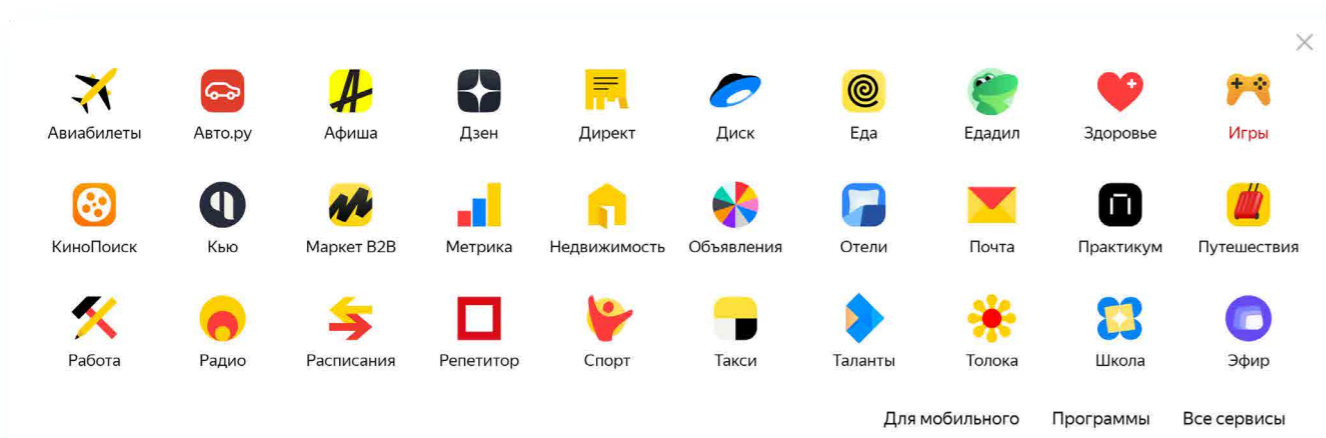 Авиабилеты Авто.ру Афиша Дзен Директ Диск Еда Едадил Здоровье Игры
КиноПоиск Кью Маркет B2B Метрика Недвижимость Объявления Отели Почта Практикум Путешествия
Работа Радио Расписания Репетитор Спорт Такси Таланты Толока Школа Эфир
Для мобильного Программы Все сервисы